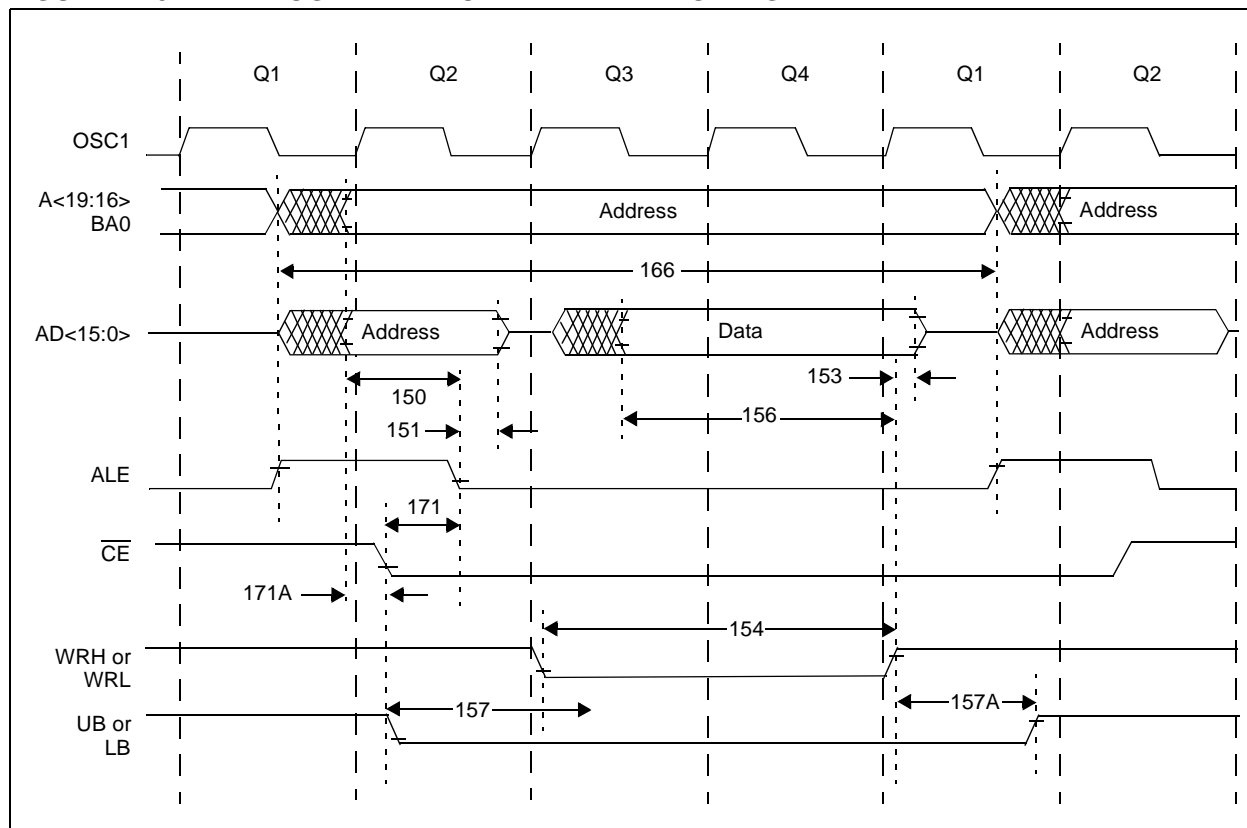 Q1 Q2 Q3 Q4 Q1 Q2
OSC1
A<19:16>
BA0
Address
Address
166
AD<15:0>
Address
Data
Address
150
153
151
156
ALE
171
CE
171A
154
WRH or
WRL
157
157A
UB or
LB